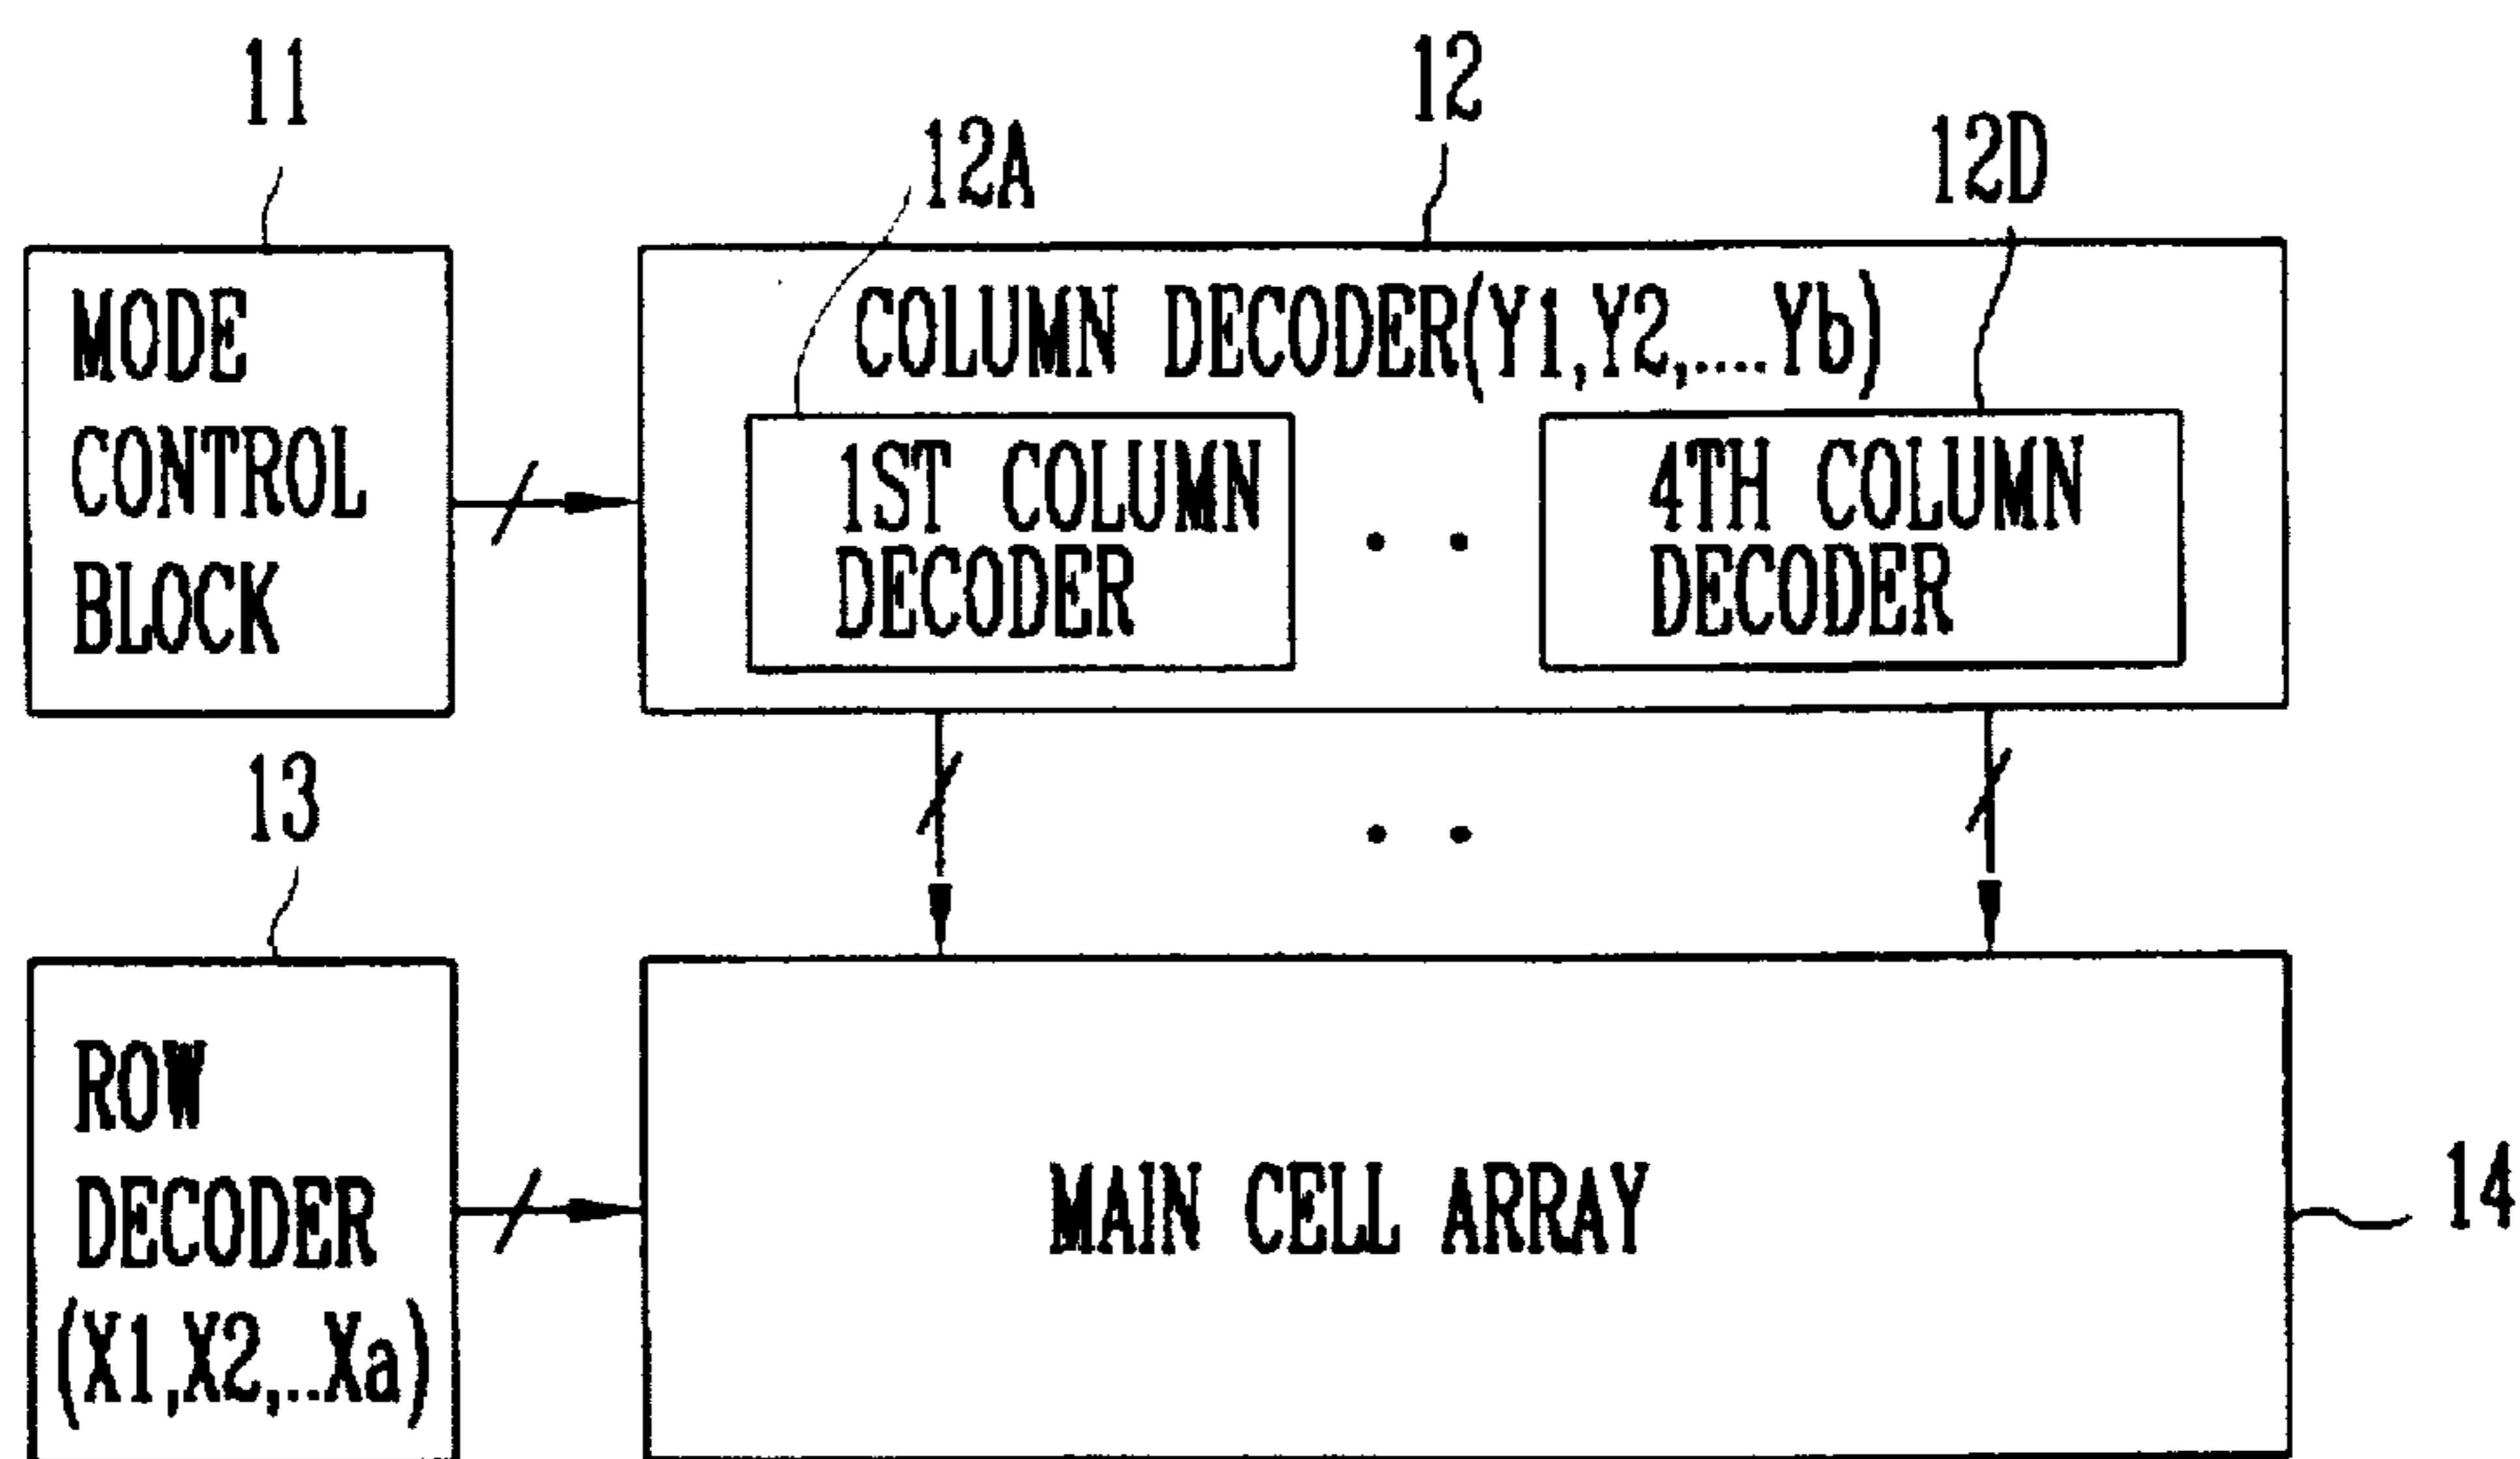 11
12
12A
12D
MODE
CONTROL
BLOCK
COLUMN DECODER(Y1,Y2,....Yb)
1ST COLUMN
DECODER
4TH COLUMN
DECODER
13
ROW
DECODER
(X1,X2,..Xa)
MAIN CELL ARRAY
14